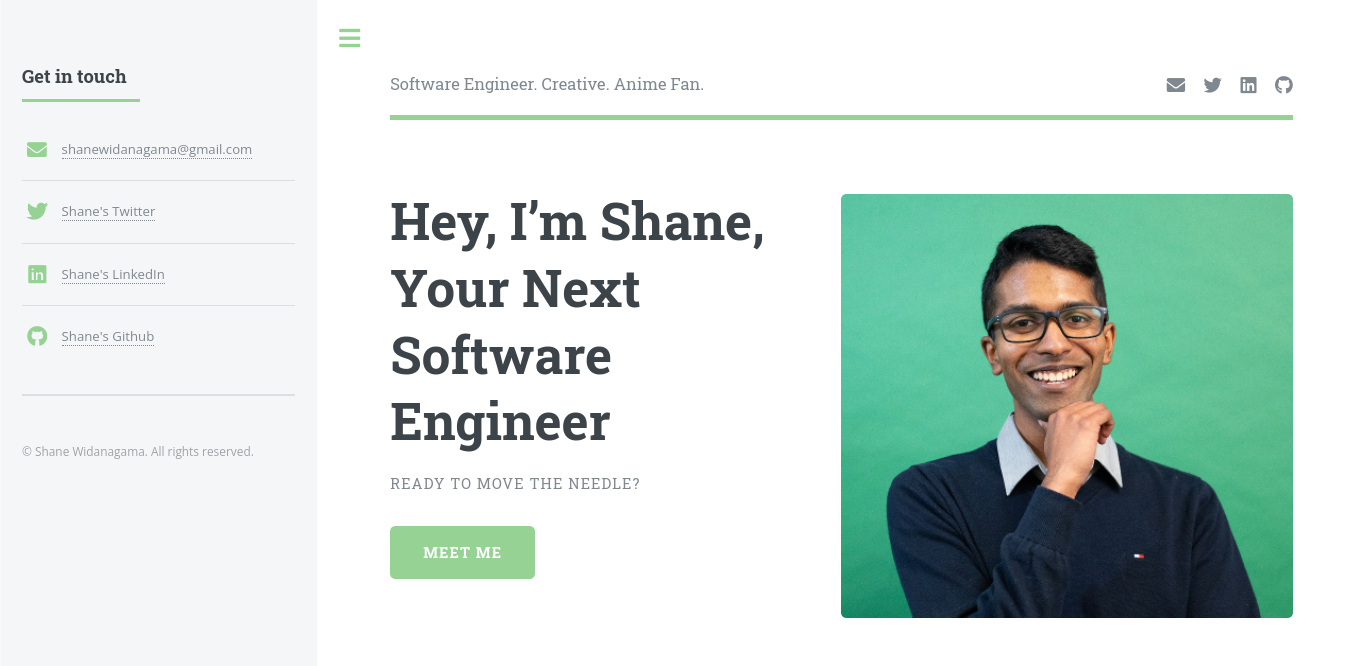 Get in touch
shanewidanagama@gmail.com
Shane's Twitter
Shane's LinkedIn
Shane's Github
© Shane Widanagama. All rights reserved.
Software Engineer. Creative. Anime Fan.
Hey, I’m Shane,
Your Next
Software
Engineer
READY TO MOVE THE NEEDLE?
MEET ME